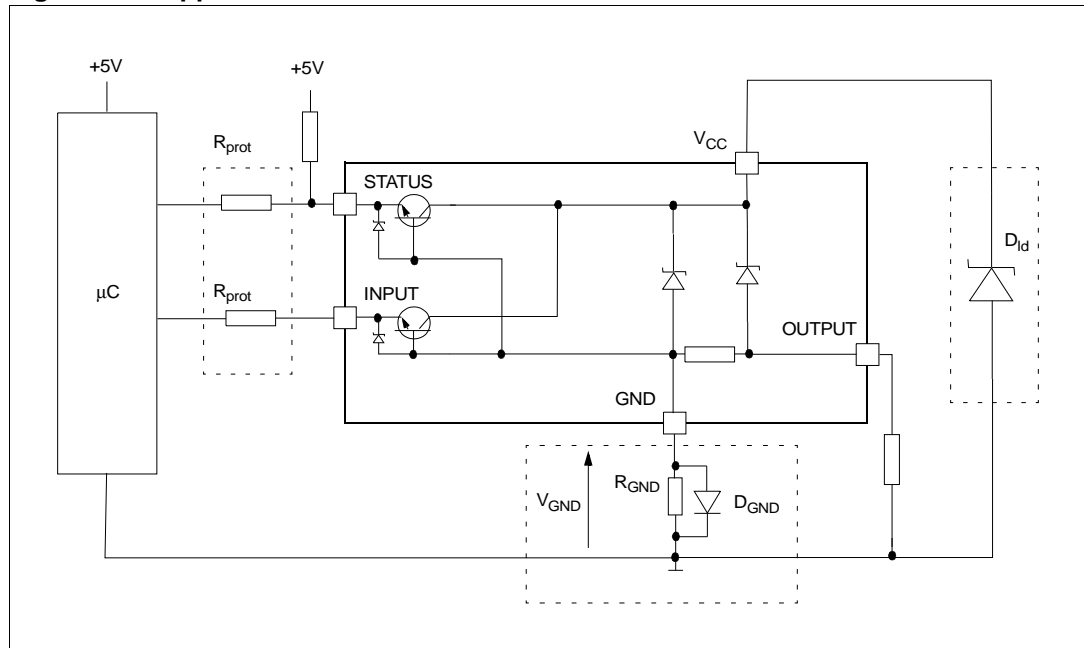 +5V
+5V
R_prot
V_CC
STATUS
D_ld
μC
R_prot
INPUT
OUTPUT
GND
R_GND
V_GND
D_GND